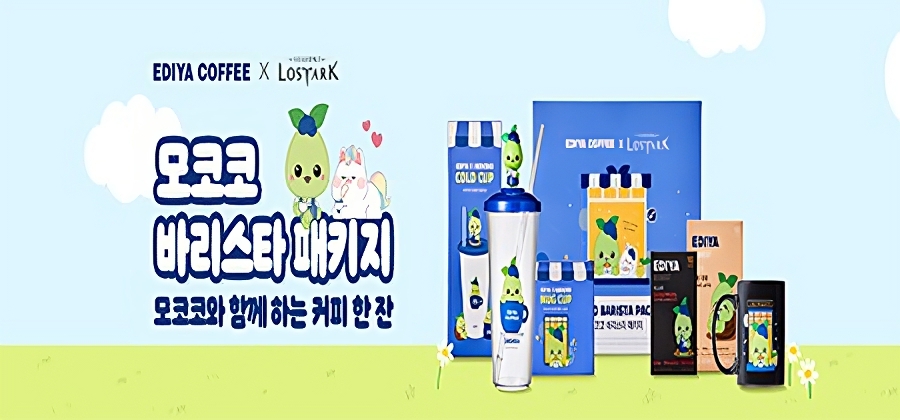 EDIYA COFFEE X LOSTARK
모코코
바리스타 패키지
모코코와 함께 하는 커피 한 잔
EDIYA COFFEE X LOSTARK
COLD CUP
MUG CUP
EDIYA
EDIYA